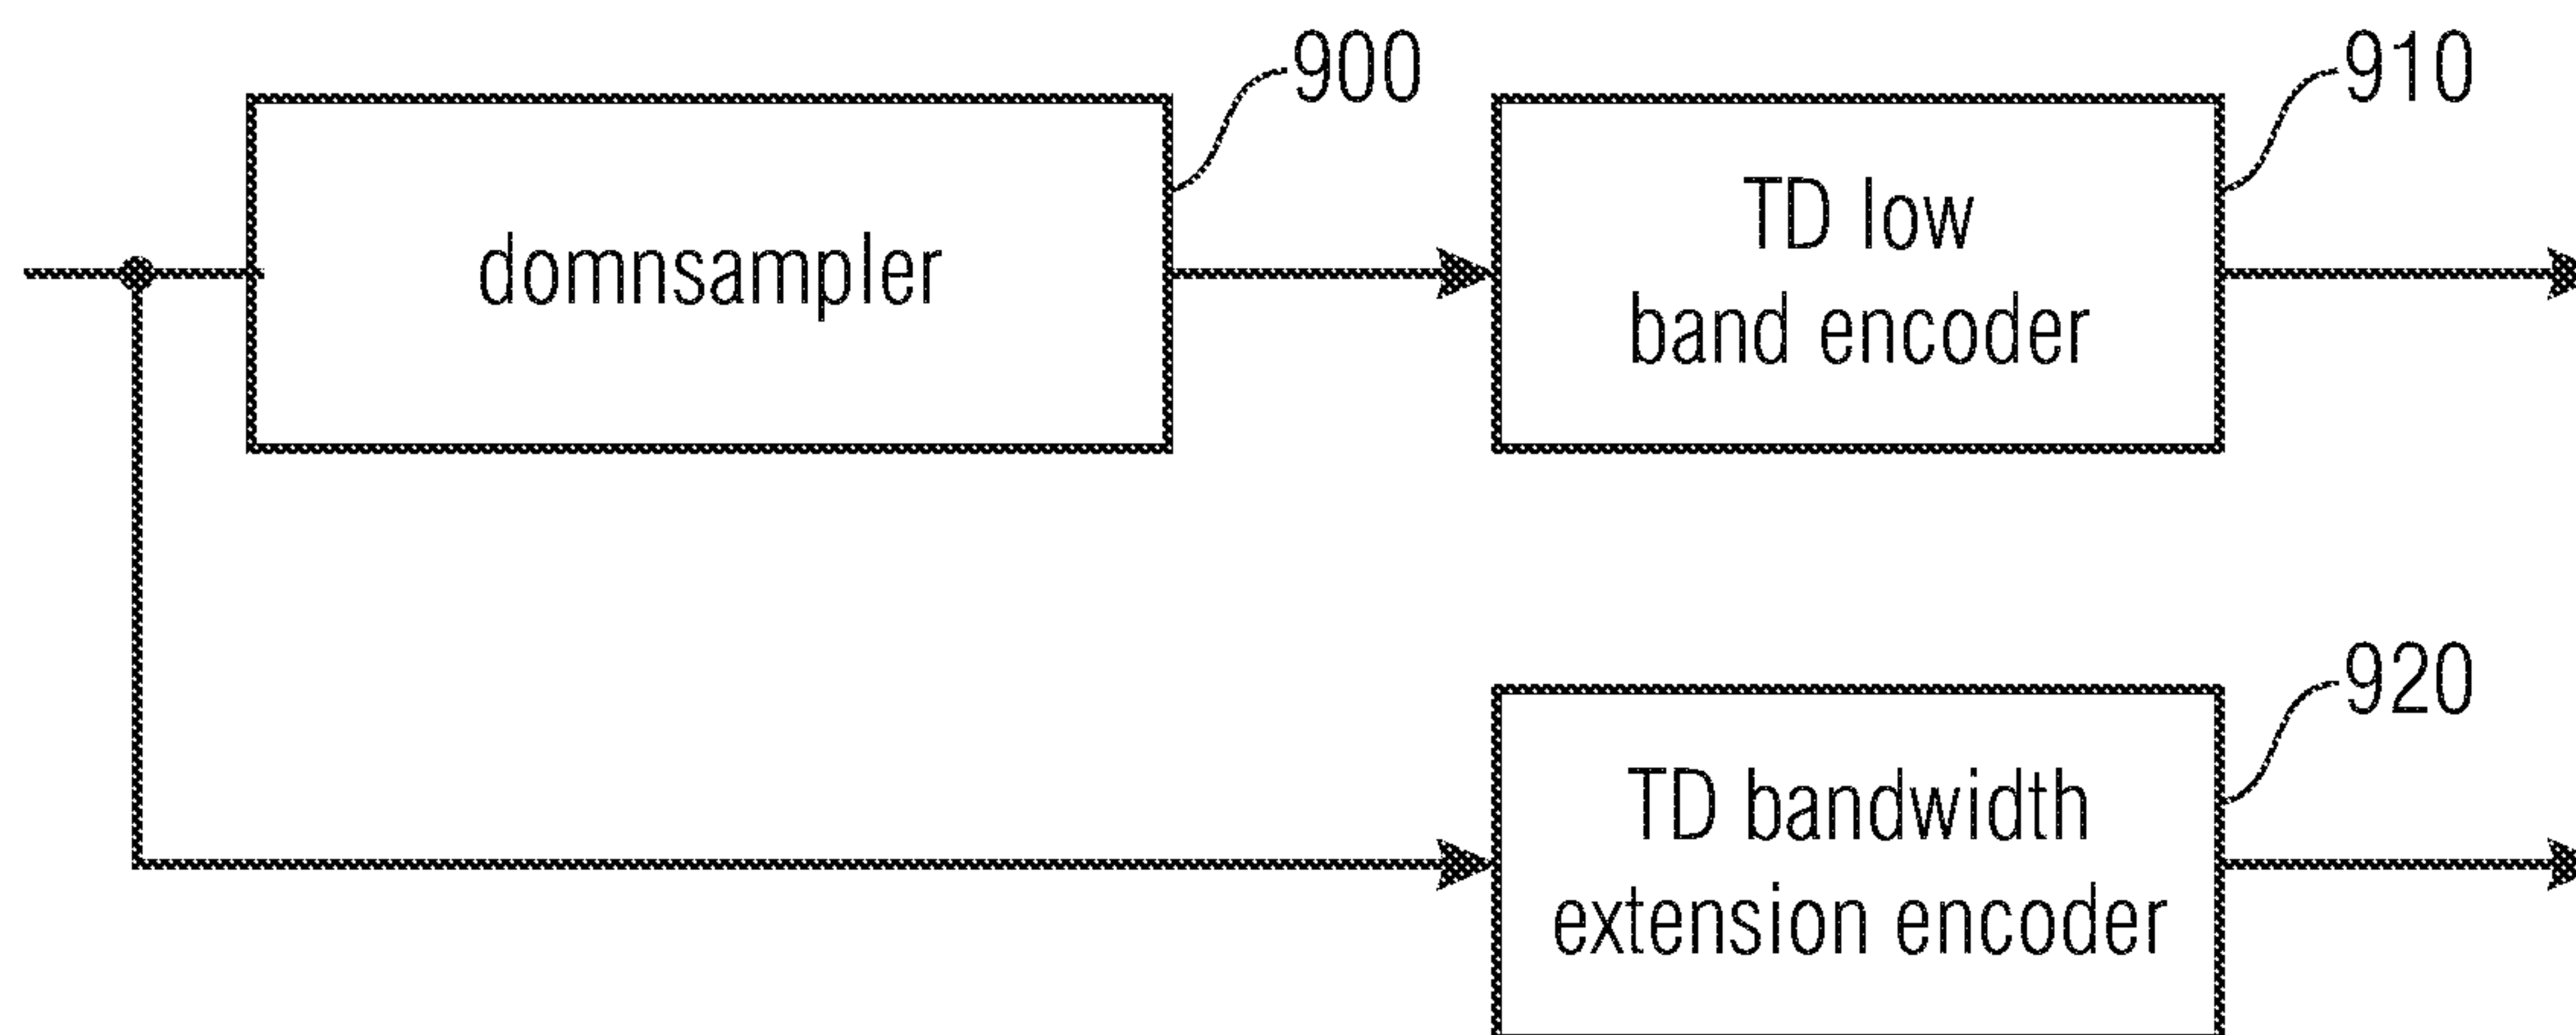 900
910
domnsampler
TD low
band encoder
920
TD bandwidth
extension encoder